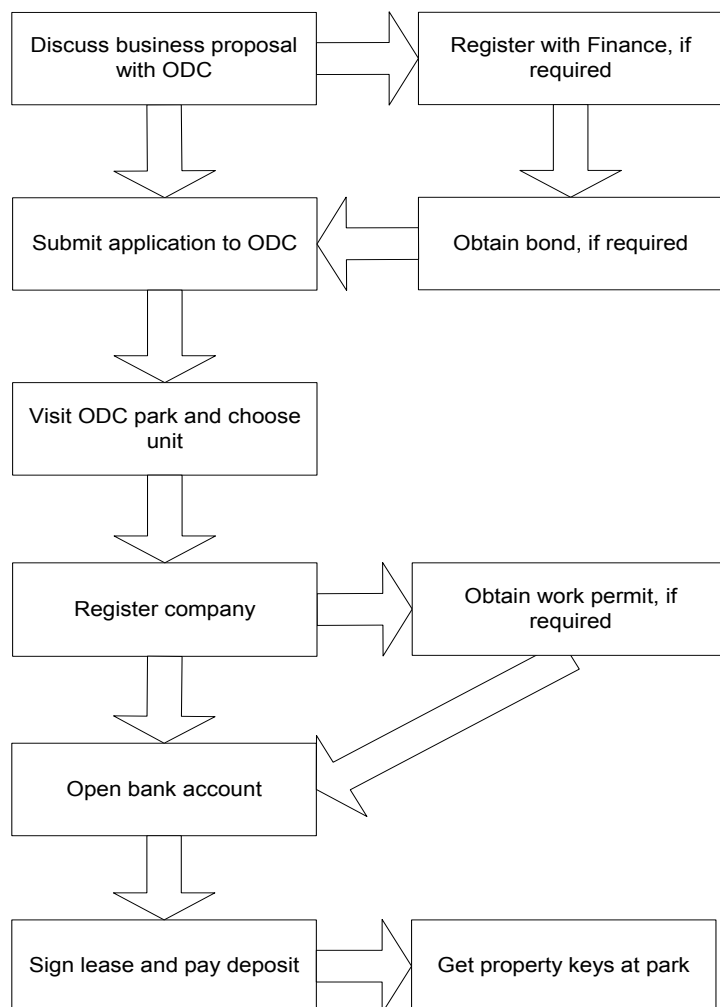 Discuss business proposal
with ODC
Register with Finance, if
required
Submit application to ODC
Obtain bond, if required
Visit ODC park and choose
unit
Register company
Obtain work permit, if
required
Open bank account
Sign lease and pay deposit
Get property keys at park